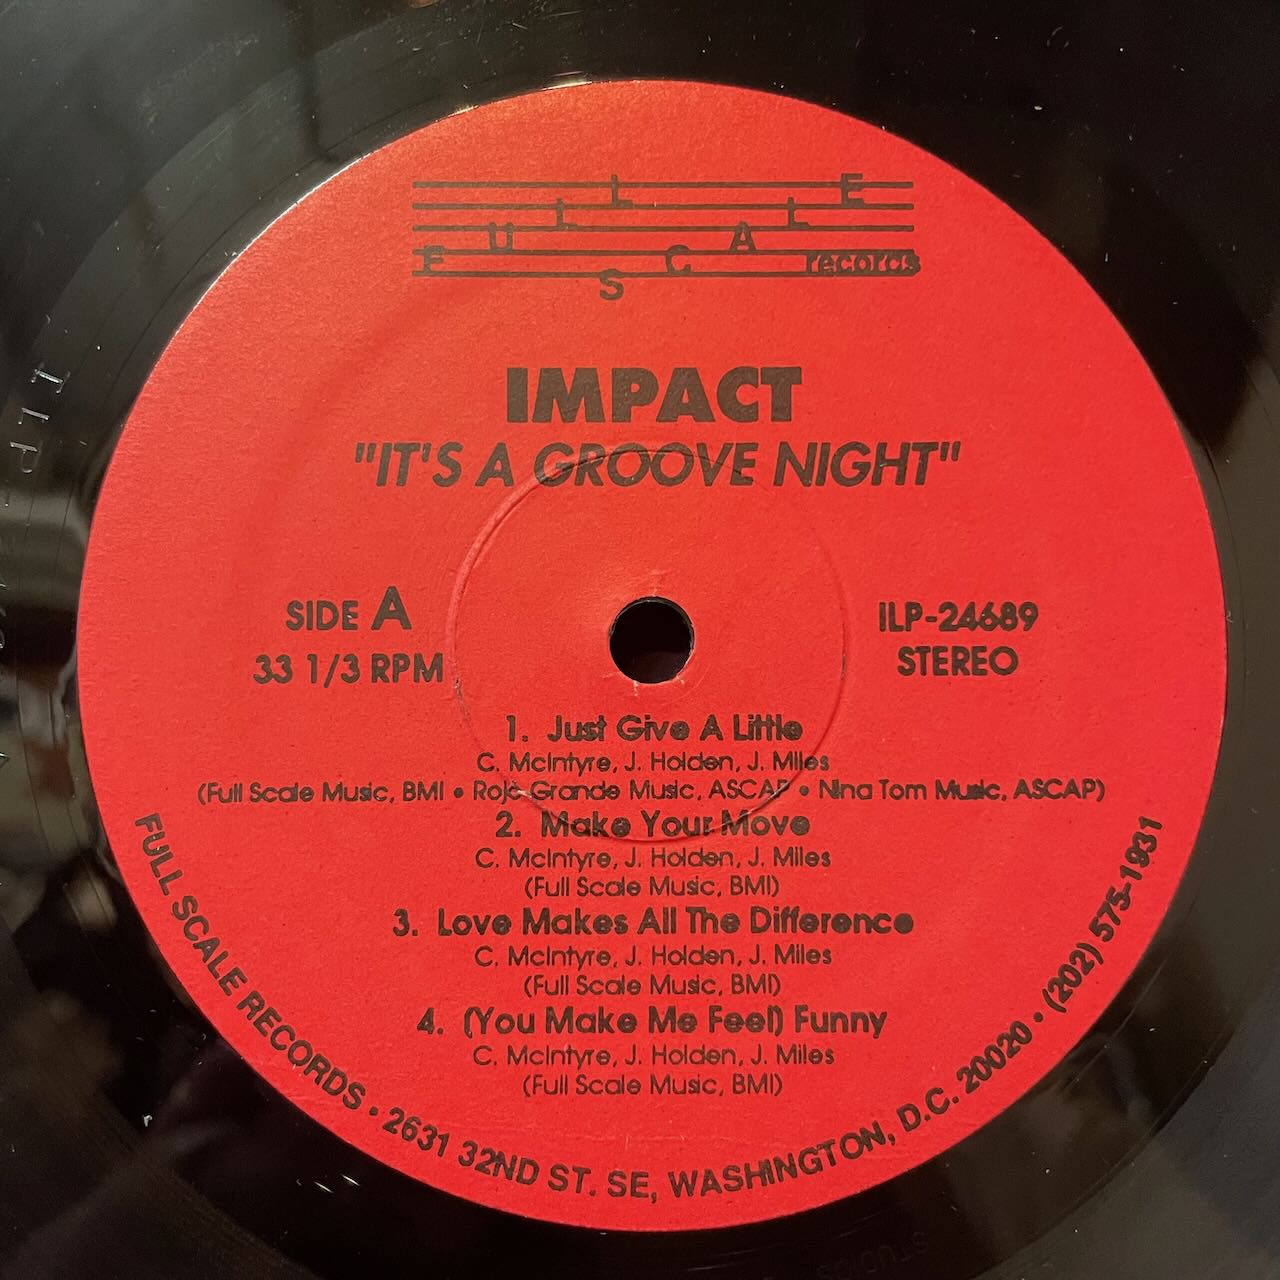 FULL SCALE records
IMPACT
"IT'S A GROOVE NIGHT"
SIDE A
33 1/3 RPM
ILP-24689
STEREO
1. Just Give A Little
C. McIntyre, J. Holden, J. Miles
(Full Scale Music, BMI • Rojo Grande Music, ASCAP • Nina Tom Music, ASCAP)
2. Make Your Move
C. McIntyre, J. Holden, J. Miles
(Full Scale Music, BMI)
3. Love Makes All The Difference
C. McIntyre, J. Holden, J. Miles
(Full Scale Music, BMI)
4. (You Make Me Feel) Funny
C. McIntyre, J. Holden, J. Miles
(Full Scale Music, BMI)
FULL SCALE RECORDS • 2631 32ND ST. SE, WASHINGTON, D.C. 20020 • (202) 575-1931
ILP